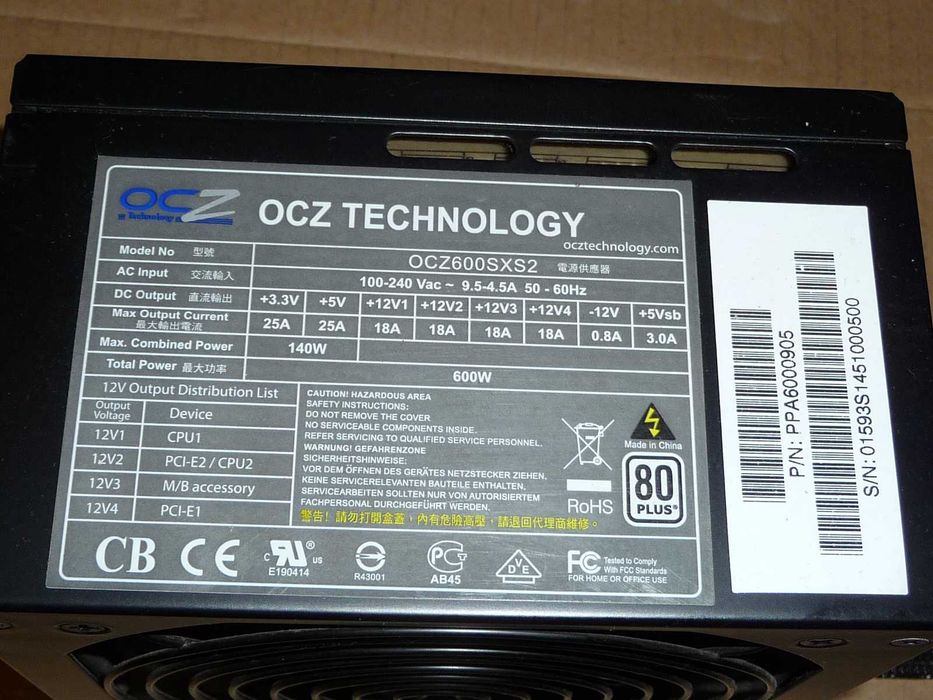 OCZ Technology
OCZ TECHNOLOGY
ocztechnology.com
Model No 型號 OCZ600SXS2 電源供應器
AC Input 交流輸入 100-240 Vac ~ 9.5-4.5A 50 - 60Hz
DC Output 直流輸出 +3.3V +5V +12V1 +12V2 +12V3 +12V4 -12V +5Vsb
Max Output Current 最大輸出電流 25A 25A 18A 18A 18A 18A 0.8A 3.0A
Max. Combined Power 140W
Total Power 最大功率 600W
12V Output Distribution List
Output Voltage Device
12V1 CPU1
12V2 PCI-E2 / CPU2
12V3 M/B accessory
12V4 PCI-E1
CAUTION! HAZARDOUS AREA
SAFETY INSTRUCTIONS:
DO NOT REMOVE THE COVER
NO SERVICEABLE COMPONENTS INSIDE.
REFER SERVICING TO QUALIFIED SERVICE PERSONNEL.
WARNUNG! GEFAHRENZONE
SICHERHEITSHINWEISE:
VOR DEM ÖFFNEN DES GERÄTES NETZSTECKER ZIEHEN.
KEINE SERVICERELEVANTEN BAUTEILE ENTHALTEN.
SERVICEARBEITEN SOLLTEN NUR VON AUTORISIERTEM
FACHPERSONAL DURCHGEFÜHRT WERDEN.
警告! 請勿打開盒蓋, 內有危險高壓, 請退回代理商維修。
Made in China
RoHS
80
PLUS®
CB CE
c RU ® US
E190414
R43001
PCT
AB45
DVE
FC Tested to Comply
With FCC Standards
FOR HOME OR OFFICE USE
P/N: PPA6000905
S/N: 01593S1451000500